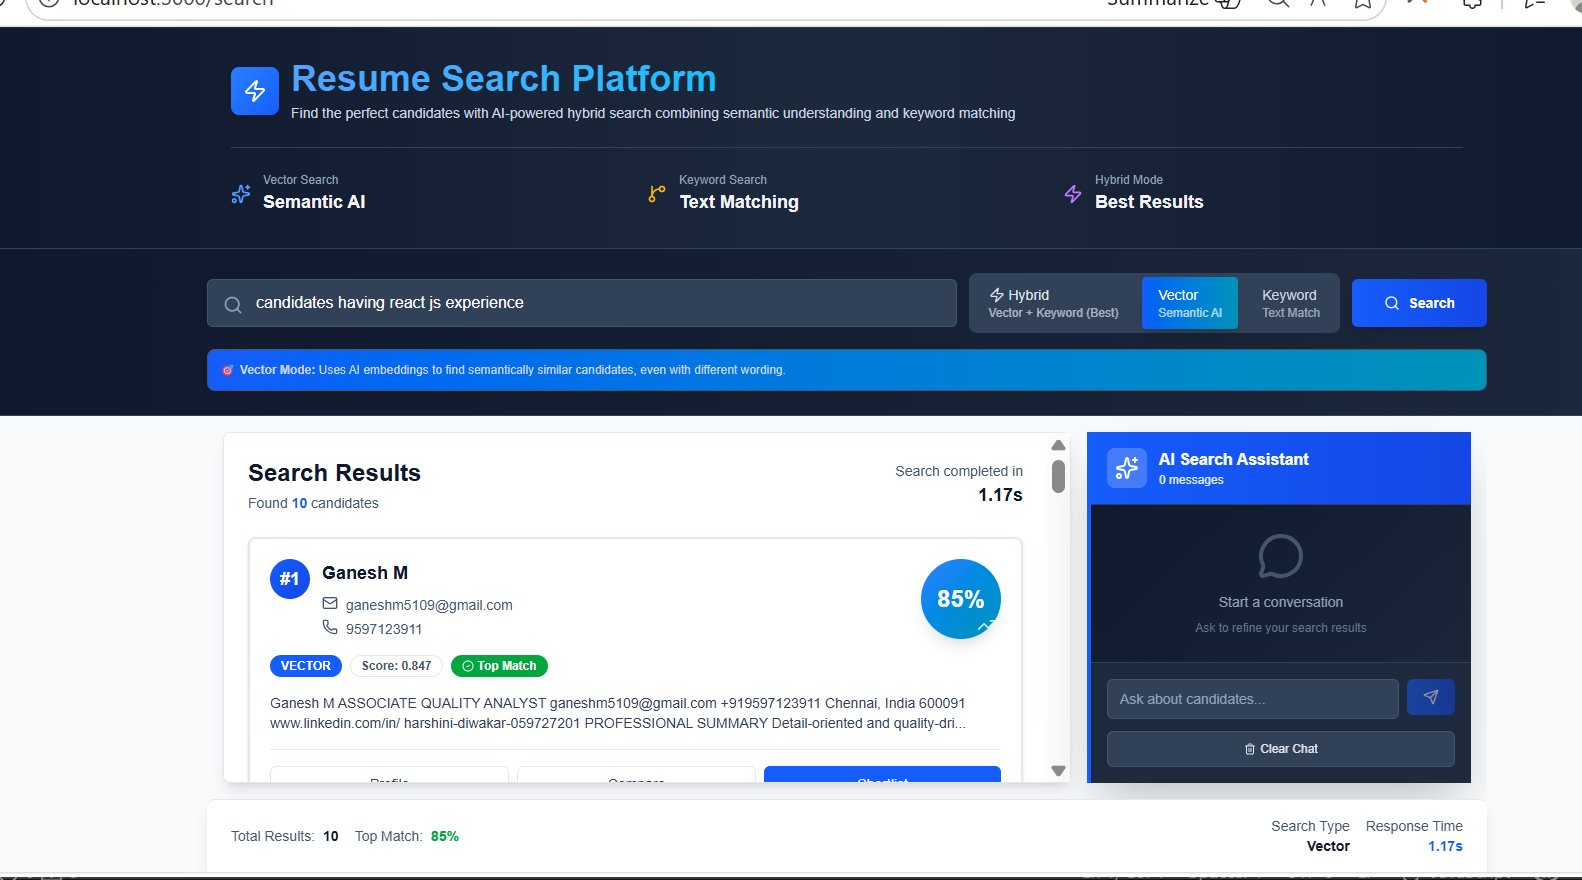 localhost:3000/search
Summarize
Resume Search Platform
Find the perfect candidates with AI-powered hybrid search combining semantic understanding and keyword matching
Vector Search
Semantic AI
Keyword Search
Text Matching
Hybrid Mode
Best Results
candidates having react js experience
Hybrid
Vector + Keyword (Best)
Vector
Semantic AI
Keyword
Text Match
Search
Vector Mode: Uses AI embeddings to find semantically similar candidates, even with different wording.
Search Results
Found 10 candidates
Search completed in
1.17s
#1
Ganesh M
ganeshm5109@gmail.com
9597123911
85%
VECTOR
Score: 0.847
Top Match
Ganesh M ASSOCIATE QUALITY ANALYST ganeshm5109@gmail.com +919597123911 Chennai, India 600091
www.linkedin.com/in/ harshini-diwakar-059727201 PROFESSIONAL SUMMARY Detail-oriented and quality-dri...
Profile
Compare
Shortlist
AI Search Assistant
0 messages
Start a conversation
Ask to refine your search results
Ask about candidates...
Clear Chat
Total Results: 10 Top Match: 85%
Search Type
Vector
Response Time
1.17s